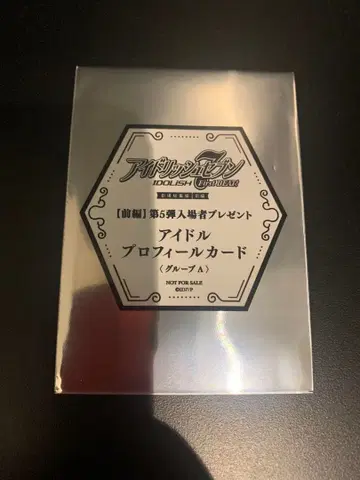 アイドリッシュセブン
IDOLiSH7 First BEAT!
【前編】第5弾入場者プレゼント
アイドル
プロフィールカード
〈グループA〉
NOT FOR SALE